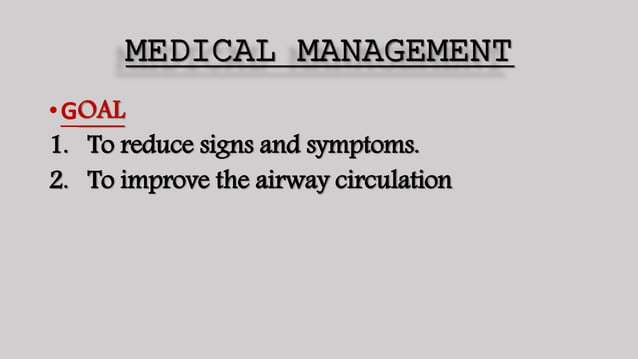 MEDICAL MANAGEMENT
• GOAL
1. To reduce signs and symptoms.
2. To improve the airway circulation